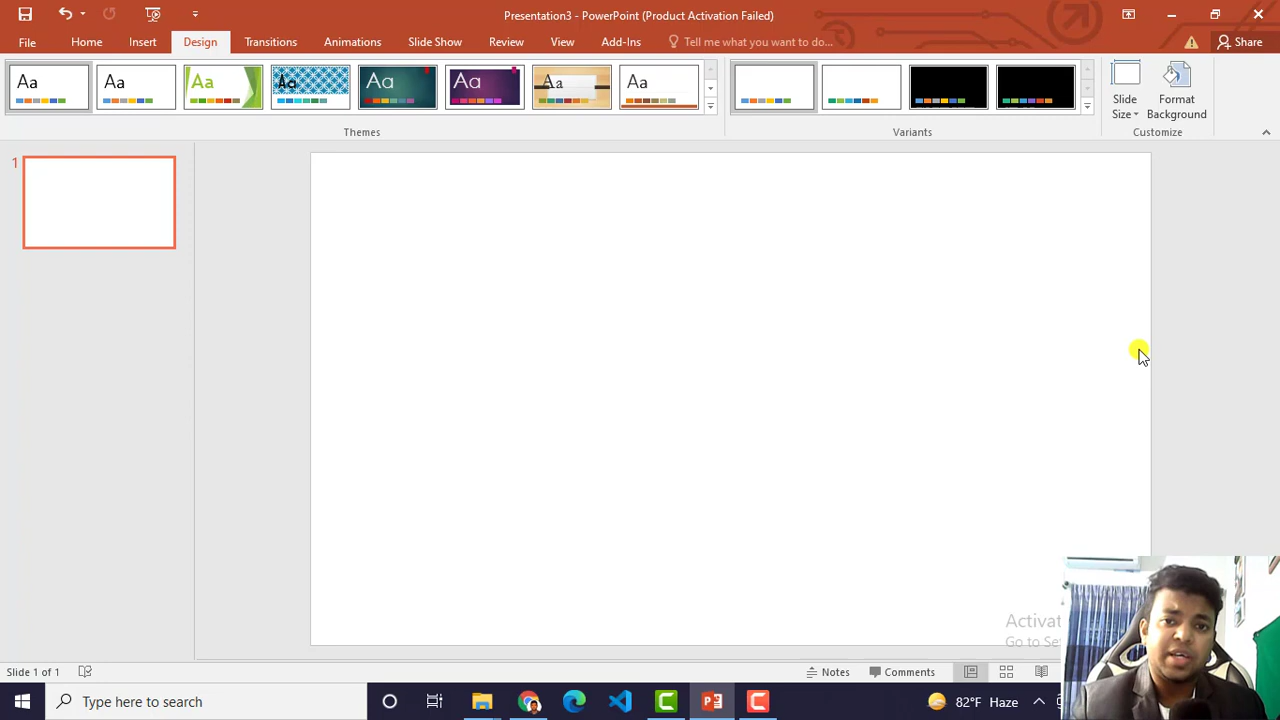 Presentation3 - PowerPoint (Product Activation Failed)
File Home Insert Design Transitions Animations Slide Show Review View Add-Ins Tell me what you want to do... Share
Aa Aa Aa Aa Aa Aa Aa Aa
Slide Size
Format Background
Themes Variants Customize
1
Activat
Go to Se
Slide 1 of 1 Notes Comments
Type here to search 82°F Haze